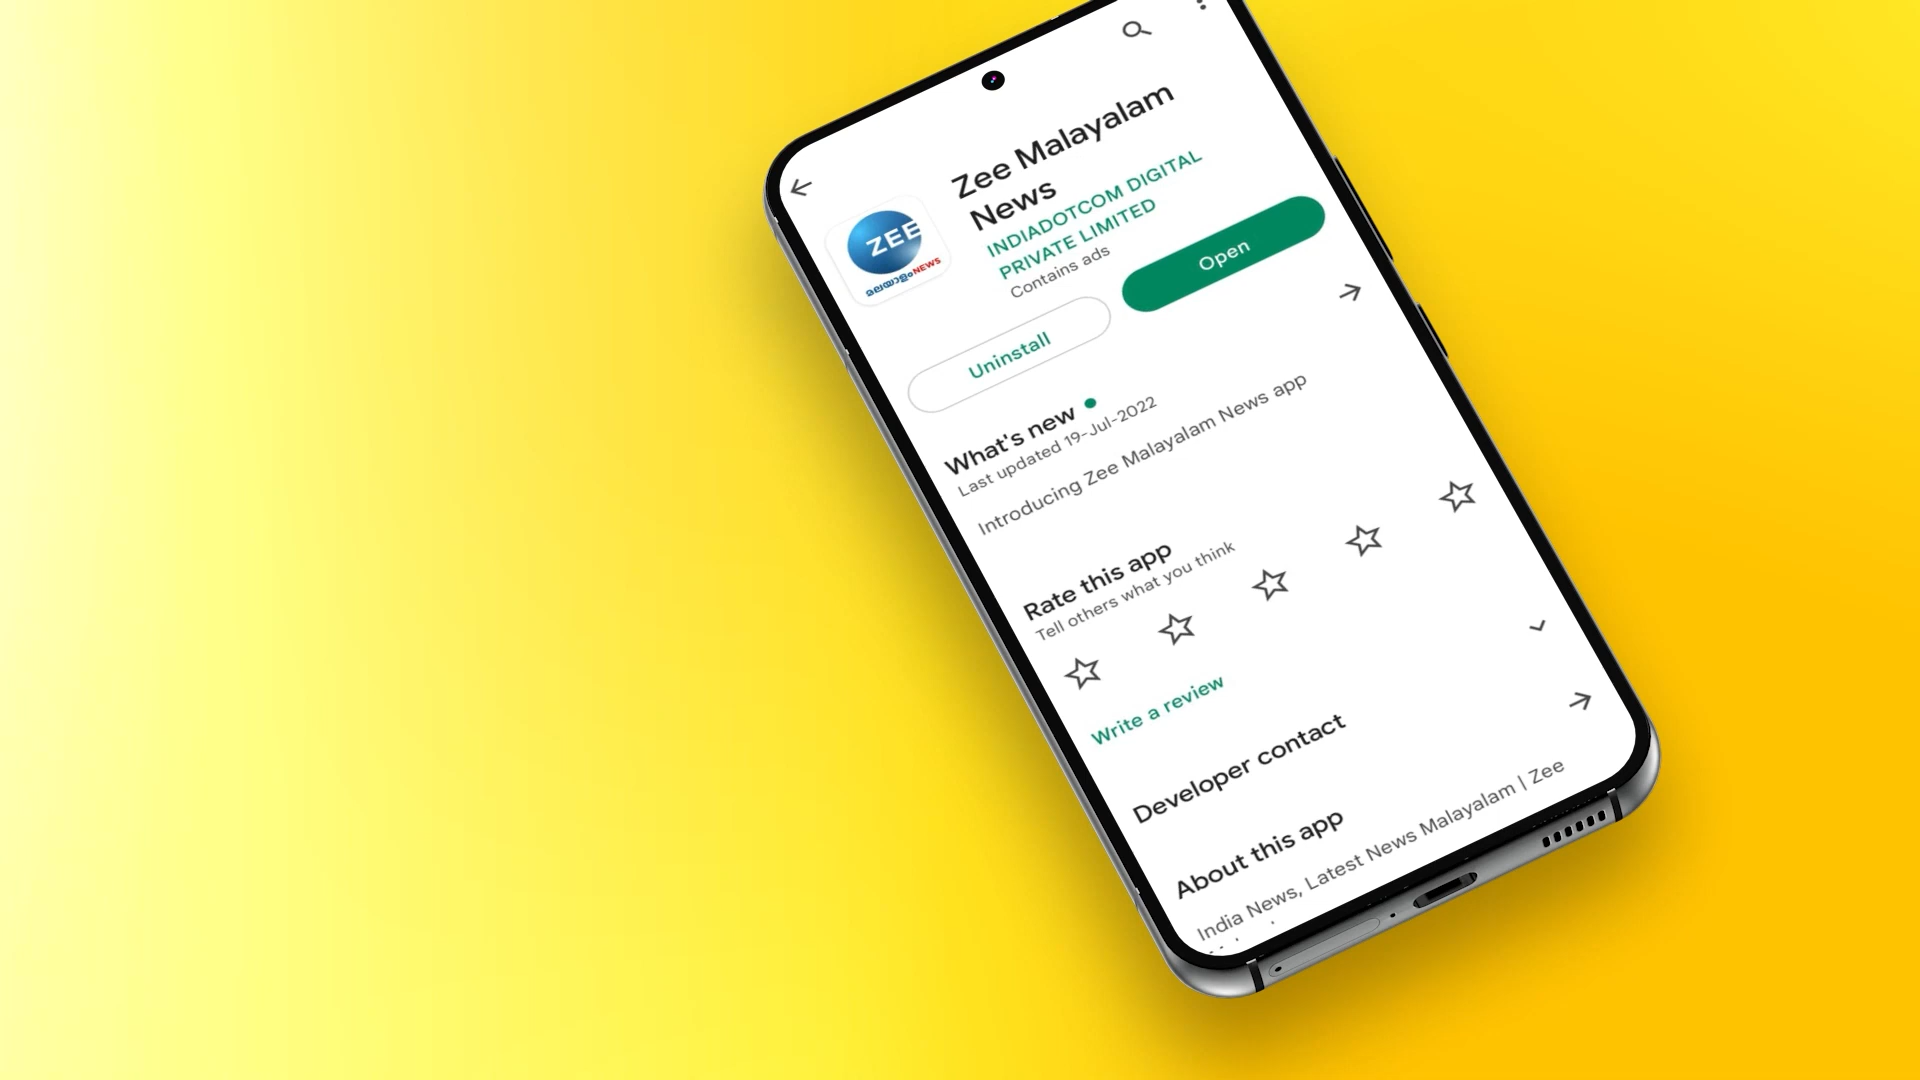 Zee Malayalam
News
INDIADOTCOM DIGITAL
PRIVATE LIMITED
Contains ads
ZEE
മലയാളം NEWS
Uninstall
Open
What's new
Last updated 19-Jul-2022
Introducing Zee Malayalam News app
Rate this app
Tell others what you think
Write a review
Developer contact
About this app
India News, Latest News Malayalam | Zee